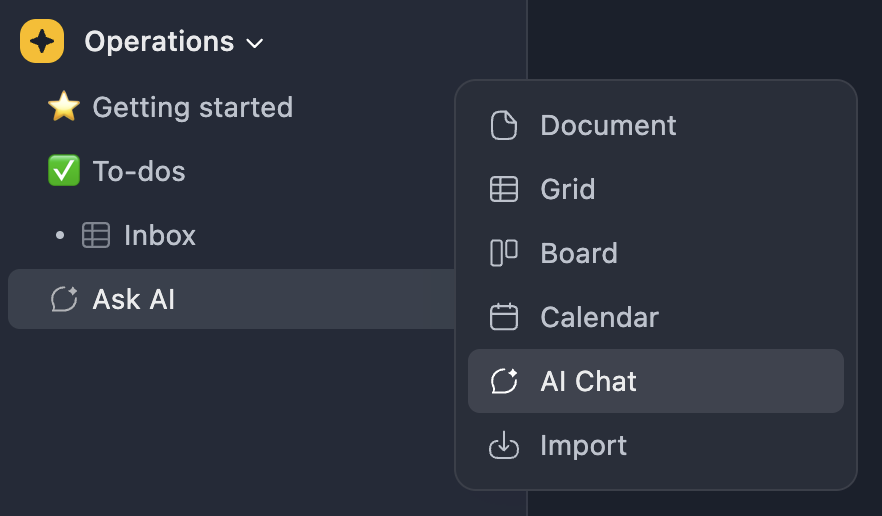 Operations
Getting started
To-dos
Inbox
Ask AI
Document
Grid
Board
Calendar
AI Chat
Import